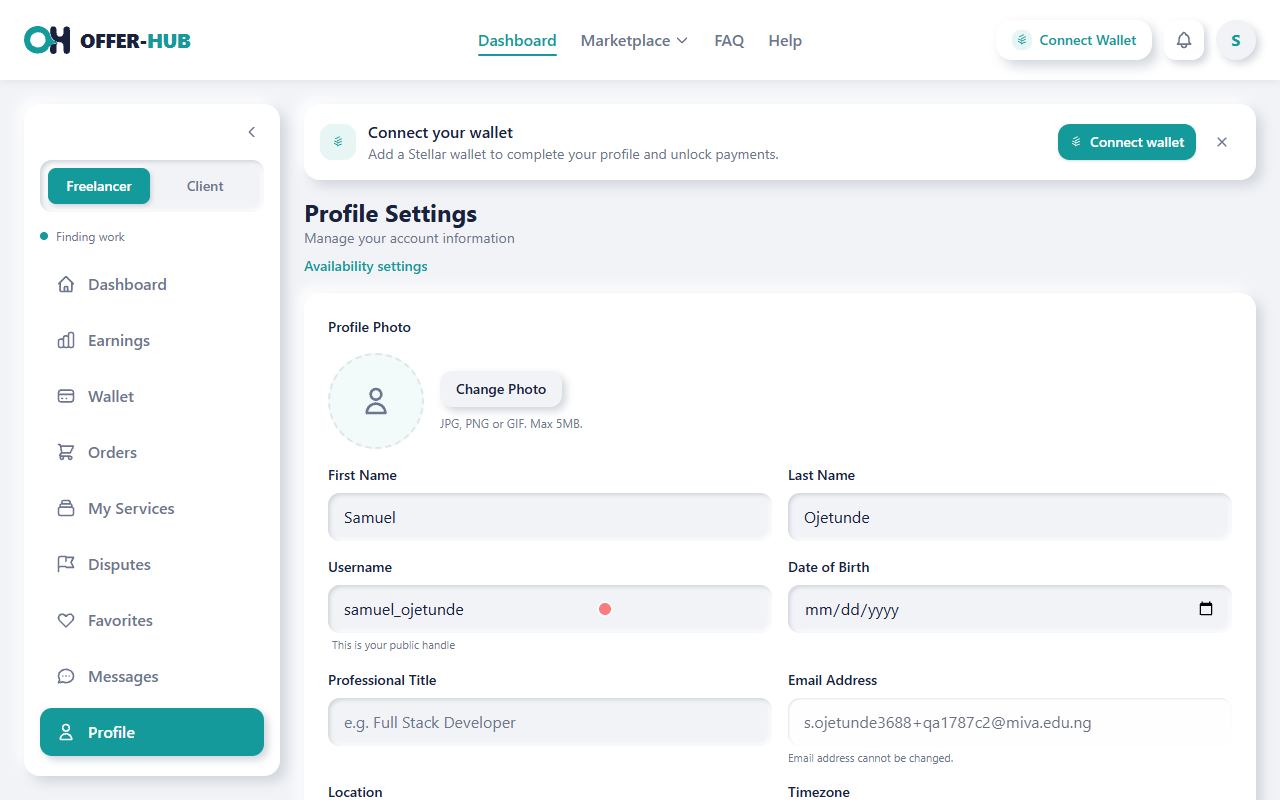 OFFER-HUB
Dashboard
Marketplace
FAQ
Help
Connect Wallet
S
Freelancer
Client
Finding work
Dashboard
Earnings
Wallet
Orders
My Services
Disputes
Favorites
Messages
Profile
Connect your wallet
Add a Stellar wallet to complete your profile and unlock payments.
Connect wallet
Profile Settings
Manage your account information
Availability settings
Profile Photo
Change Photo
JPG, PNG or GIF. Max 5MB.
First Name
Samuel
Last Name
Ojetunde
Username
samuel_ojetunde
This is your public handle
Date of Birth
mm/dd/yyyy
Professional Title
e.g. Full Stack Developer
Email Address
s.ojetunde3688+qa1787c2@miva.edu.ng
Email address cannot be changed.
Location
Timezone